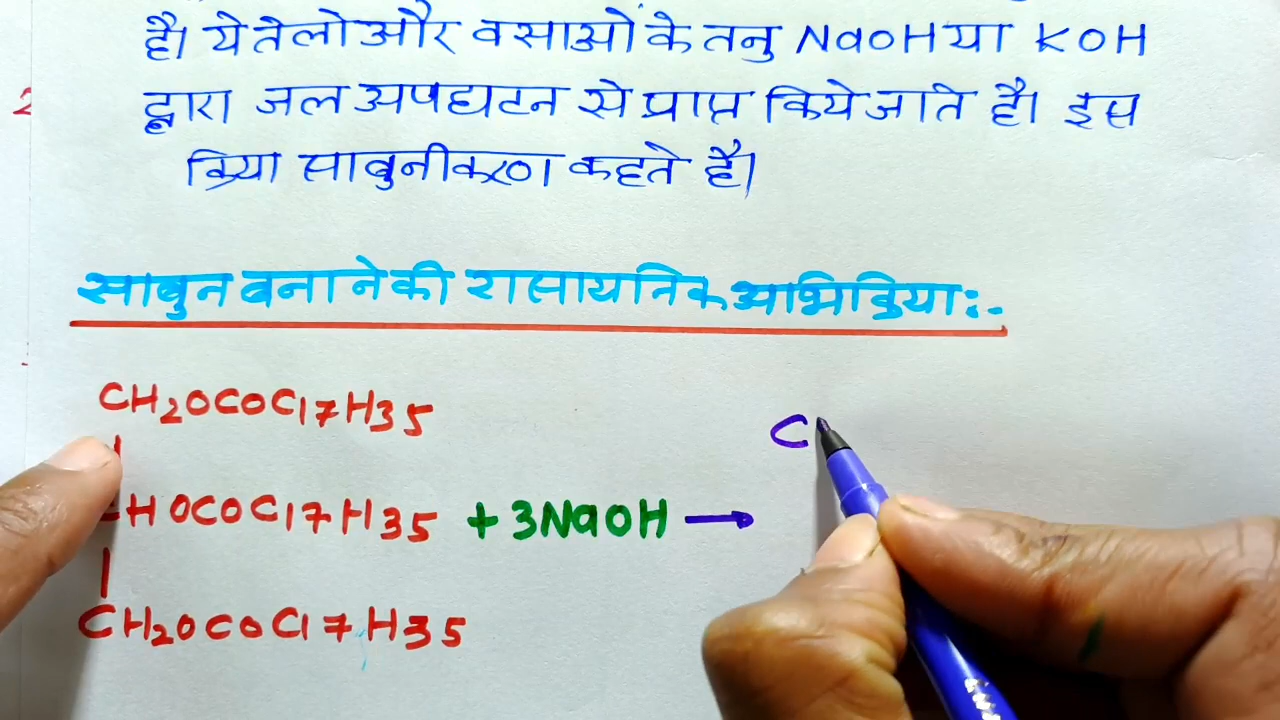 है। ये तेलो और वसाओं के तनु NaOH या KOH
द्वारा जल अपघटन से प्राप्त किये जाते है। इस
क्रिया साबुनीकरण कहते है।
साबुन बनाने की रासायनिक अभिक्रिया:-
CH2OCOC17H35
CHOCOC17H35 + 3NaOH →
C
CH2OCOC17H35